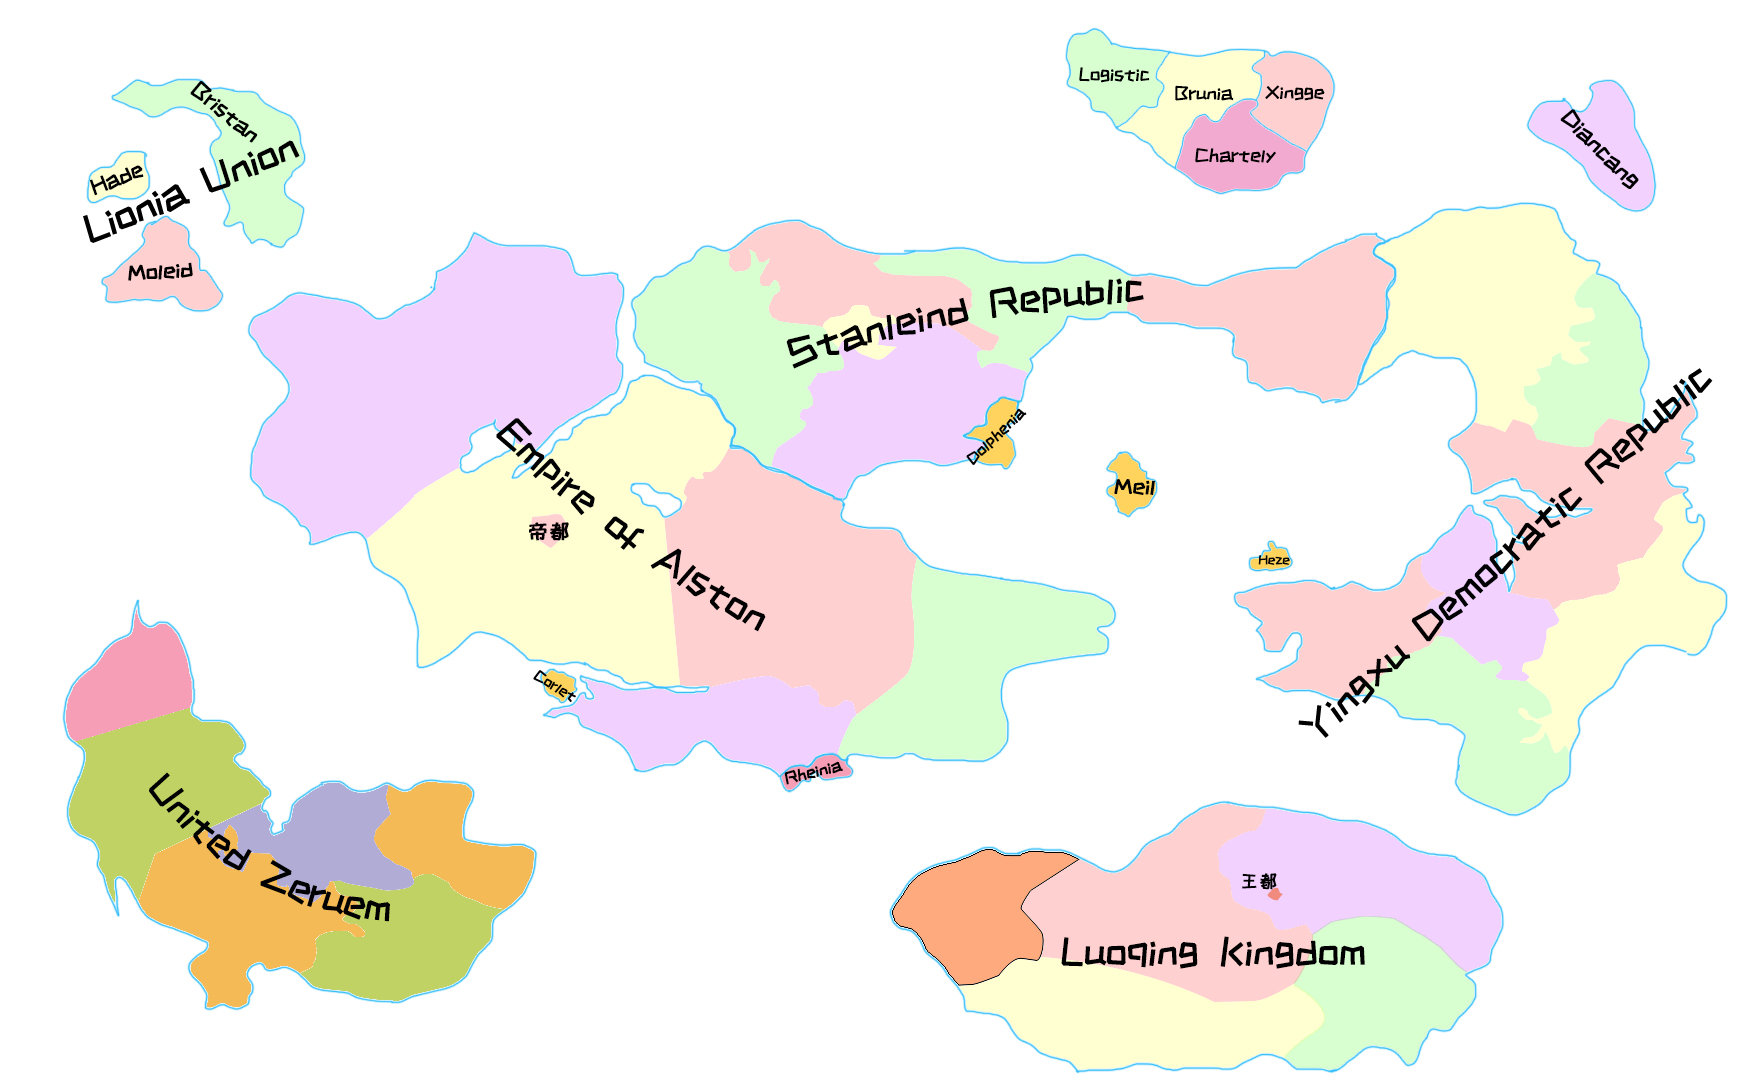 Logistic
Brunia
Xingge
Chartely
Diancang
Bristan
Hade
Lionia Union
Moleid
Stanleind Republic
Dolphenia
Meil
Heze
Empire of Alston
帝都
Yingxu Democratic Republic
Corlet
Rheinia
United Zeruem
王都
Luoqing Kingdom